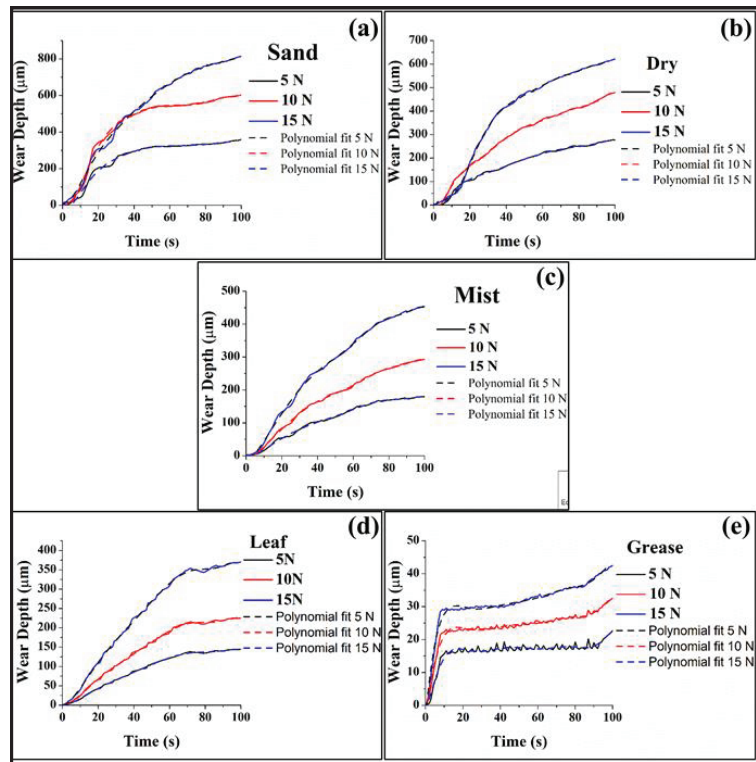 (a)
Sand
5 N
10 N
15 N
Polynomial fit 5 N
Polynomial fit 10 N
Polynomial fit 15 N
800
600
400
200
0
0 20 40 60 80 100
Wear Depth (μm)
Time (s)
(b)
Dry
5 N
10 N
15 N
Polynomial fit 5 N
Polynomial fit 10 N
Polynomial fit 15 N
700
600
500
400
300
200
100
0
0 20 40 60 80 100
Wear Depth (μm)
Time (s)
(c)
Mist
5 N
10 N
15 N
Polynomial fit 5 N
Polynomial fit 10 N
Polynomial fit 15 N
500
400
300
200
100
0
0 20 40 60 80 100
Wear Depth (μm)
Time (s)
(d)
Leaf
5N
10N
15N
Polynomial fit 5 N
Polynomial fit 10 N
Polynomial fit 15 N
400
350
300
250
200
150
100
50
0
0 20 40 60 80 100
Wear Depth (μm)
Time (s)
(e)
Grease
5 N
10 N
15 N
Polynomial fit 5 N
Polynomial fit 10 N
Polynomial fit 15 N
50
40
30
20
10
0
0 20 40 60 80 100
Wear Depth (μm)
Time (s)